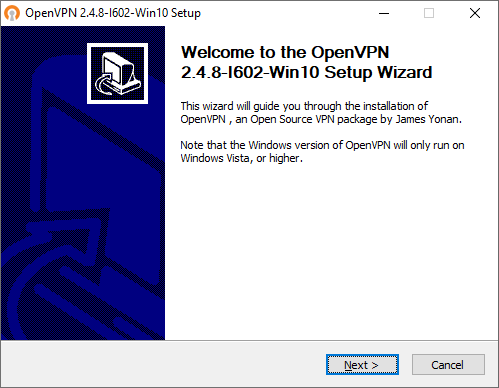 OpenVPN 2.4.8-I602-Win10 Setup
Welcome to the OpenVPN
2.4.8-I602-Win10 Setup Wizard
This wizard will guide you through the installation of
OpenVPN , an Open Source VPN package by James Yonan.
Note that the Windows version of OpenVPN will only run on
Windows Vista, or higher.
Next >
Cancel